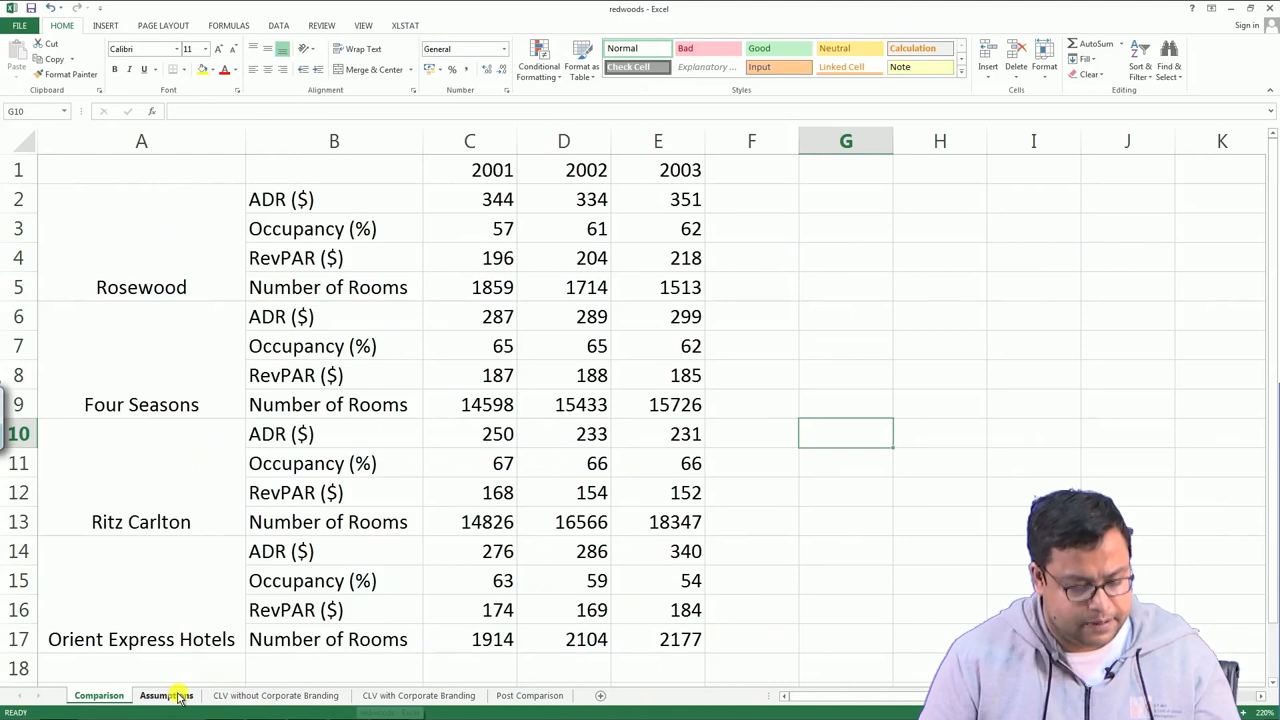 redwoods - Excel
Sign in
FILE HOME INSERT PAGE LAYOUT FORMULAS DATA REVIEW VIEW XLSTAT
Cut
Copy
Format Painter
Paste
Clipboard
Calibri 11
Font
Wrap Text
Merge & Center
Alignment
General
Number
Conditional Formatting
Format as Table
Normal Bad Good Neutral Calculation
Check Cell Explanatory ... Input Linked Cell Note
Styles
Insert Delete Format
Cells
AutoSum
Fill
Clear
Sort & Filter
Find & Select
Editing
G10
A B C D E F G H I J K
1 2001 2002 2003
2 ADR ($) 344 334 351
3 Occupancy (%) 57 61 62
4 RevPAR ($) 196 204 218
5 Rosewood Number of Rooms 1859 1714 1513
6 ADR ($) 287 289 299
7 Occupancy (%) 65 65 62
8 RevPAR ($) 187 188 185
9 Four Seasons Number of Rooms 14598 15433 15726
10 ADR ($) 250 233 231
11 Occupancy (%) 67 66 66
12 RevPAR ($) 168 154 152
13 Ritz Carlton Number of Rooms 14826 16566 18347
14 ADR ($) 276 286 340
15 Occupancy (%) 63 59 54
16 RevPAR ($) 174 169 184
17 Orient Express Hotels Number of Rooms 1914 2104 2177
18
Comparison Assumptions CLV without Corporate Branding CLV with Corporate Branding Post Comparison
READY 220%